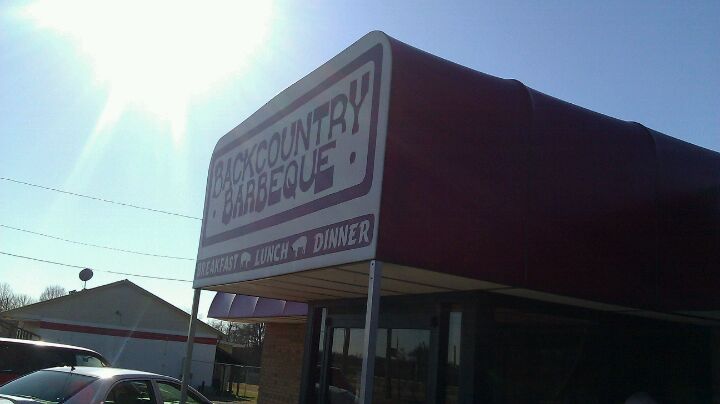 BACKCOUNTRY
BARBEQUE
BREAKFAST LUNCH DINNER